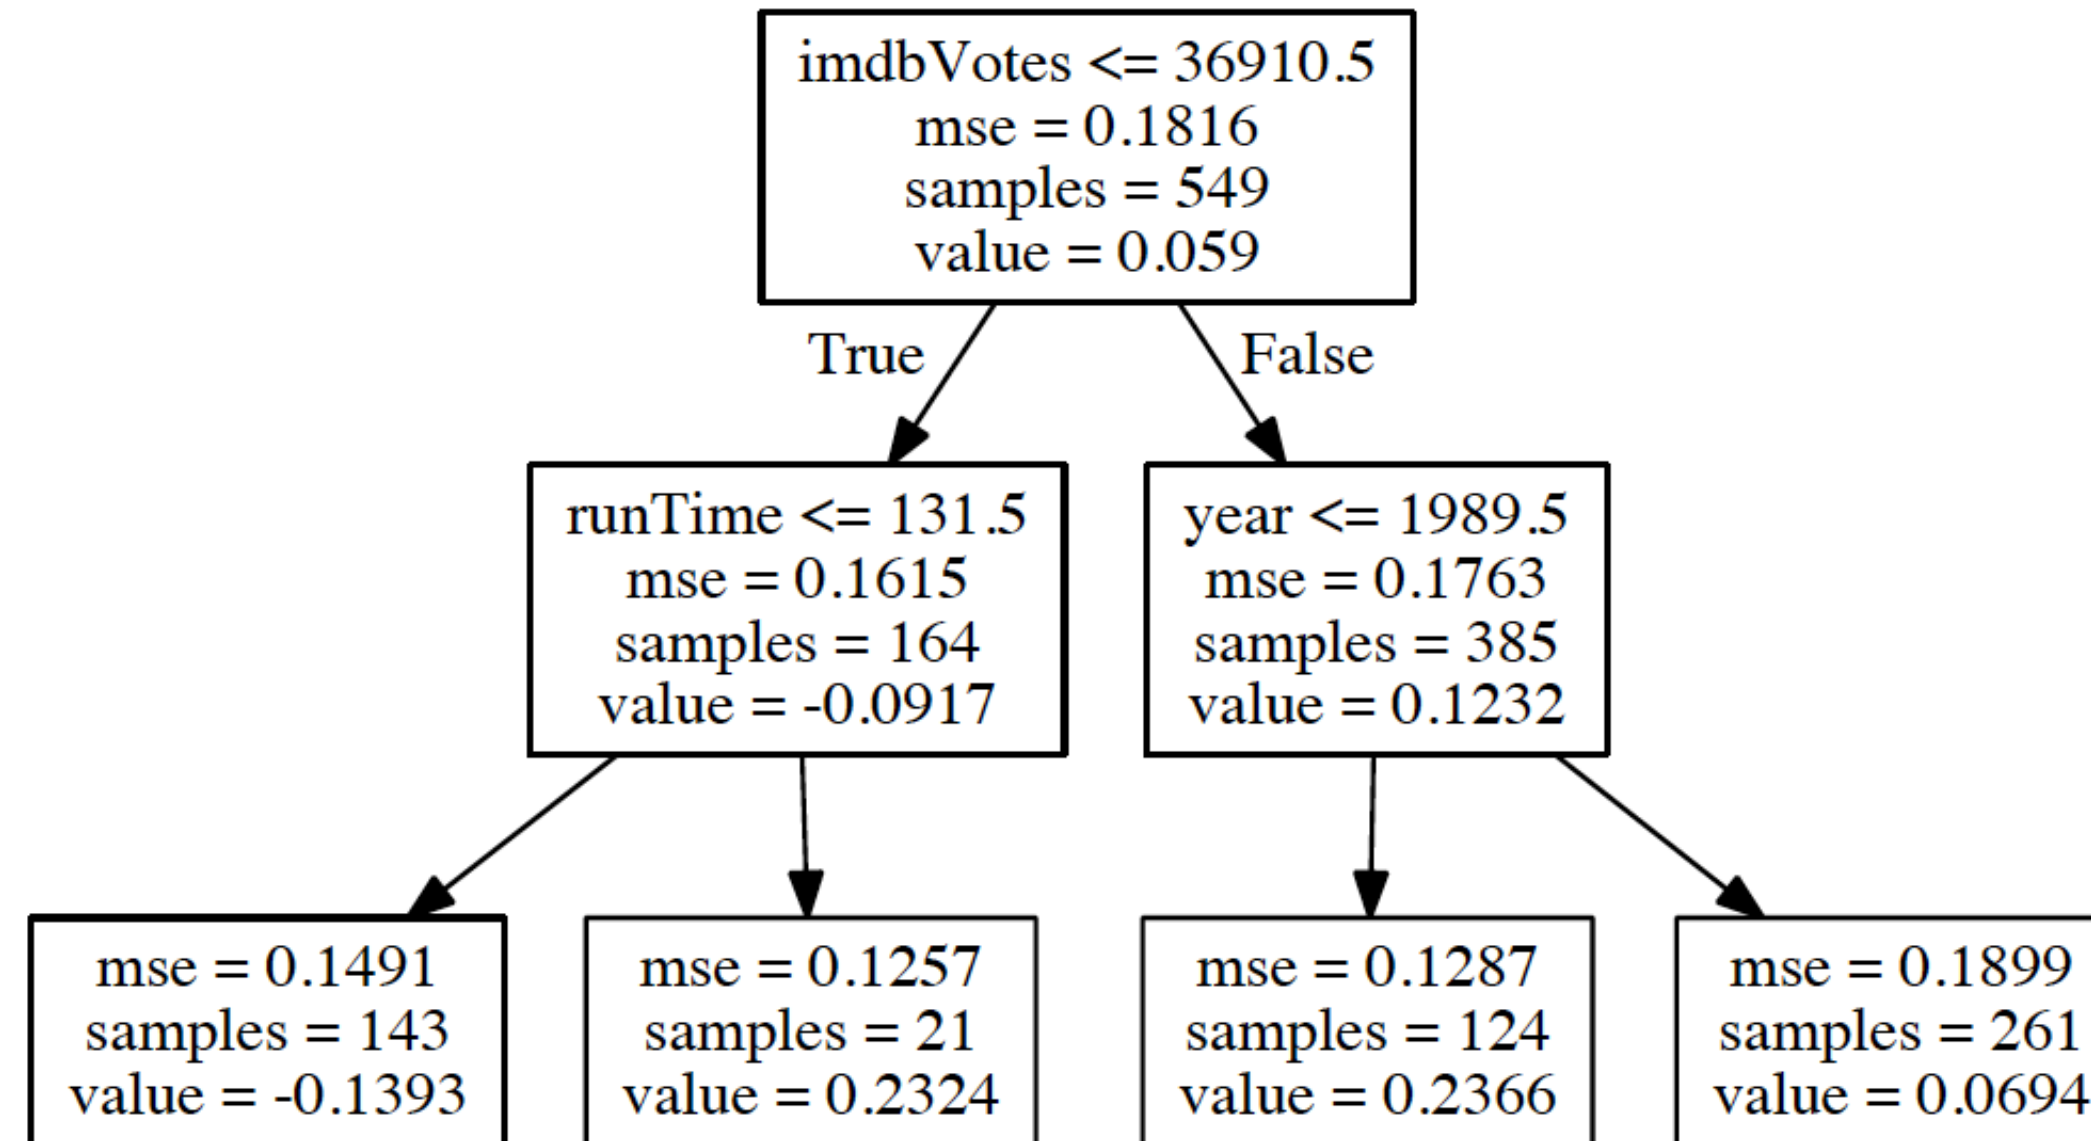 imdbVotes <= 36910.5
mse = 0.1816
samples = 549
value = 0.059
True
False
runTime <= 131.5
mse = 0.1615
samples = 164
value = -0.0917
year <= 1989.5
mse = 0.1763
samples = 385
value = 0.1232
mse = 0.1491
samples = 143
value = -0.1393
mse = 0.1257
samples = 21
value = 0.2324
mse = 0.1287
samples = 124
value = 0.2366
mse = 0.1899
samples = 261
value = 0.0694